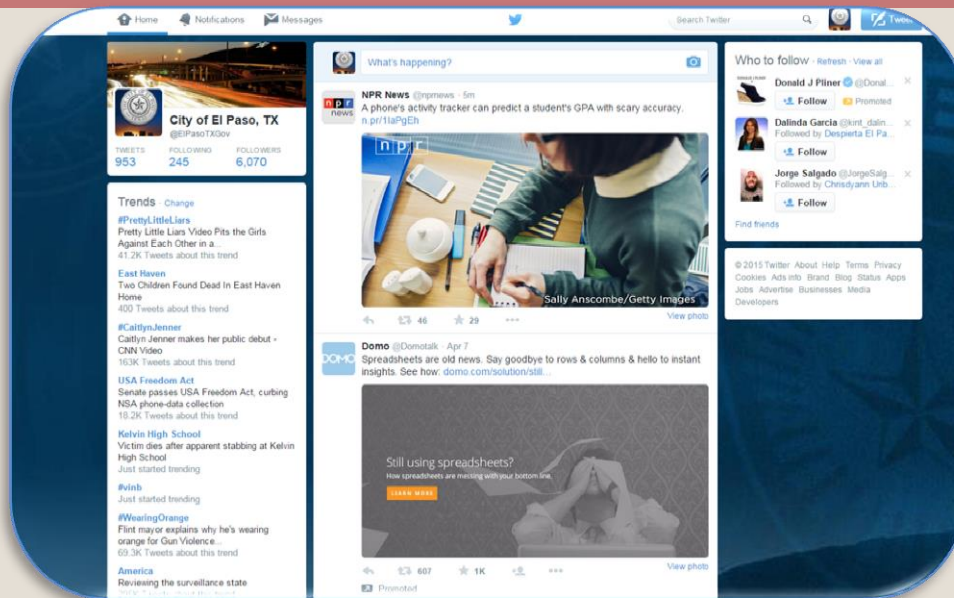 Home Notifications Messages Search Twitter Tweet
City of El Paso, TX
@ElPasoTXGov
TWEETS FOLLOWING FOLLOWERS
953 245 6,070
Trends · Change
#PrettyLittleLiars
Pretty Little Liars Video Pits the Girls
Against Each Other in a...
41.2K Tweets about this trend
East Haven
Two Children Found Dead In East Haven
Home
400 Tweets about this trend
#CaitlynJenner
Caitlyn Jenner makes her public debut -
CNN Video
163K Tweets about this trend
USA Freedom Act
Senate passes USA Freedom Act, curbing
NSA phone-data collection
18.2K Tweets about this trend
Kelvin High School
Victim dies after apparent stabbing at Kelvin
High School
Just started trending
#vinb
Just started trending
#WearingOrange
Flint mayor explains why he's wearing
orange for Gun Violence...
69.3K Tweets about this trend
America
Reviewing the surveillance state
Tweets about this trend
What's happening?
npr
news
NPR News @nprnews · 5m
A phone's activity tracker can predict a student's GPA with scary accuracy.
n.pr/1IaPgEh
npr
Sally Anscombe/Getty Images
46 29 View photo
DOMO
Domo @Domotalk · Apr 7
Spreadsheets are old news. Say goodbye to rows & columns & hello to instant
insights. See how: domo.com/solution/still...
Still using spreadsheets?
How spreadsheets are messing with your bottom line.
LEARN MORE
607 1K View photo
Promoted
Who to follow · Refresh · View all
Donald J Pliner @Donal...
Follow Promoted
Dalinda Garcia @kint_dalin...
Followed by Despierta El Pa...
Follow
Jorge Salgado @JorgeSalg...
Followed by Chrisdyann Urib...
Follow
Find friends
© 2015 Twitter About Help Terms Privacy
Cookies Ads info Brand Blog Status Apps
Jobs Advertise Businesses Media
Developers